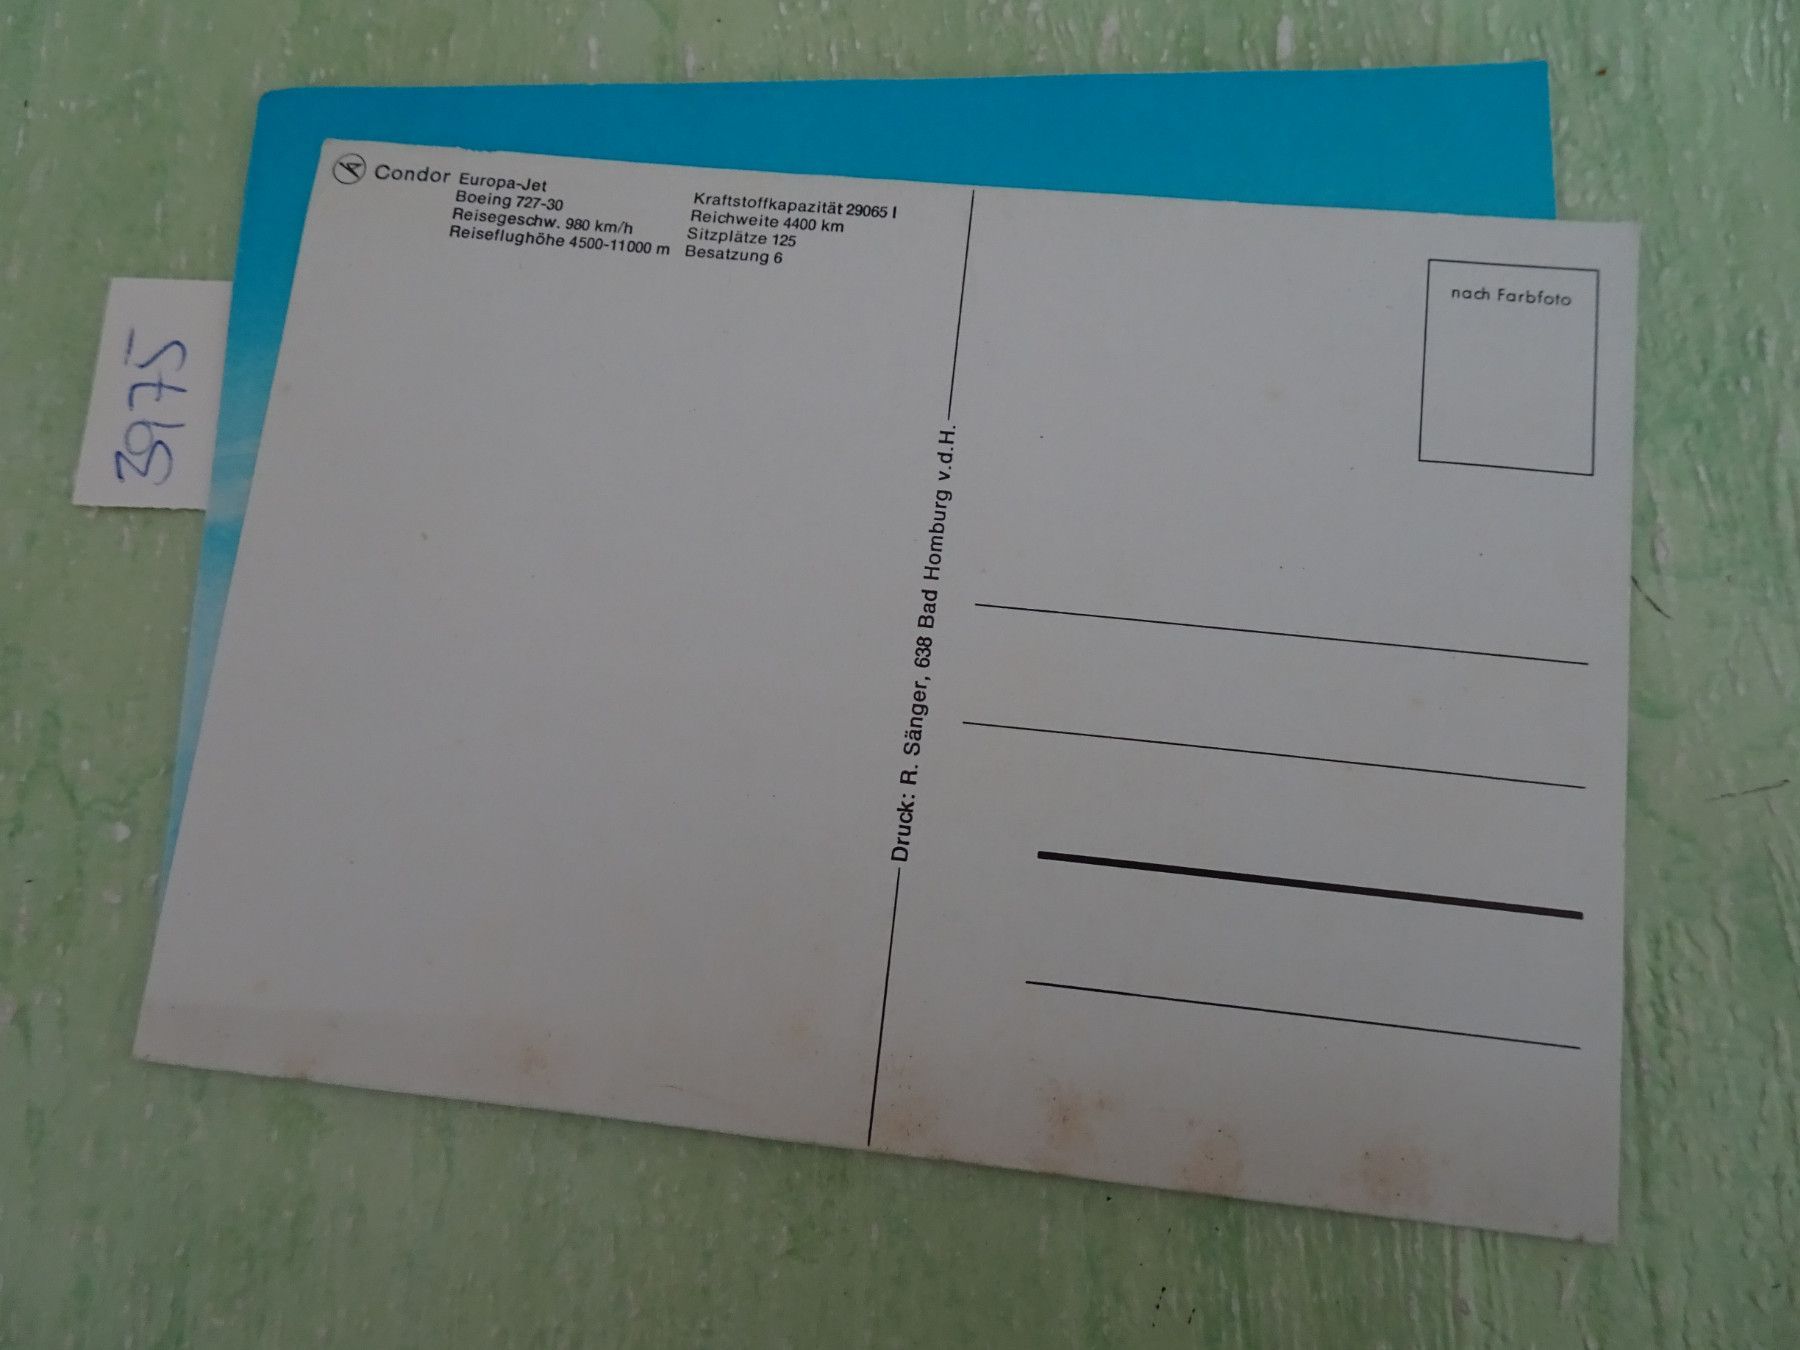 Condor Europa-Jet
Boeing 727-30
Reisegeschw. 980 km/h
Reiseflughöhe 4500-11000 m
Kraftstoffkapazität 29065 l
Reichweite 4400 km
Sitzplätze 125
Besatzung 6
nach Farbfoto
Druck: R. Sänger, 638 Bad Homburg v.d.H.
39175